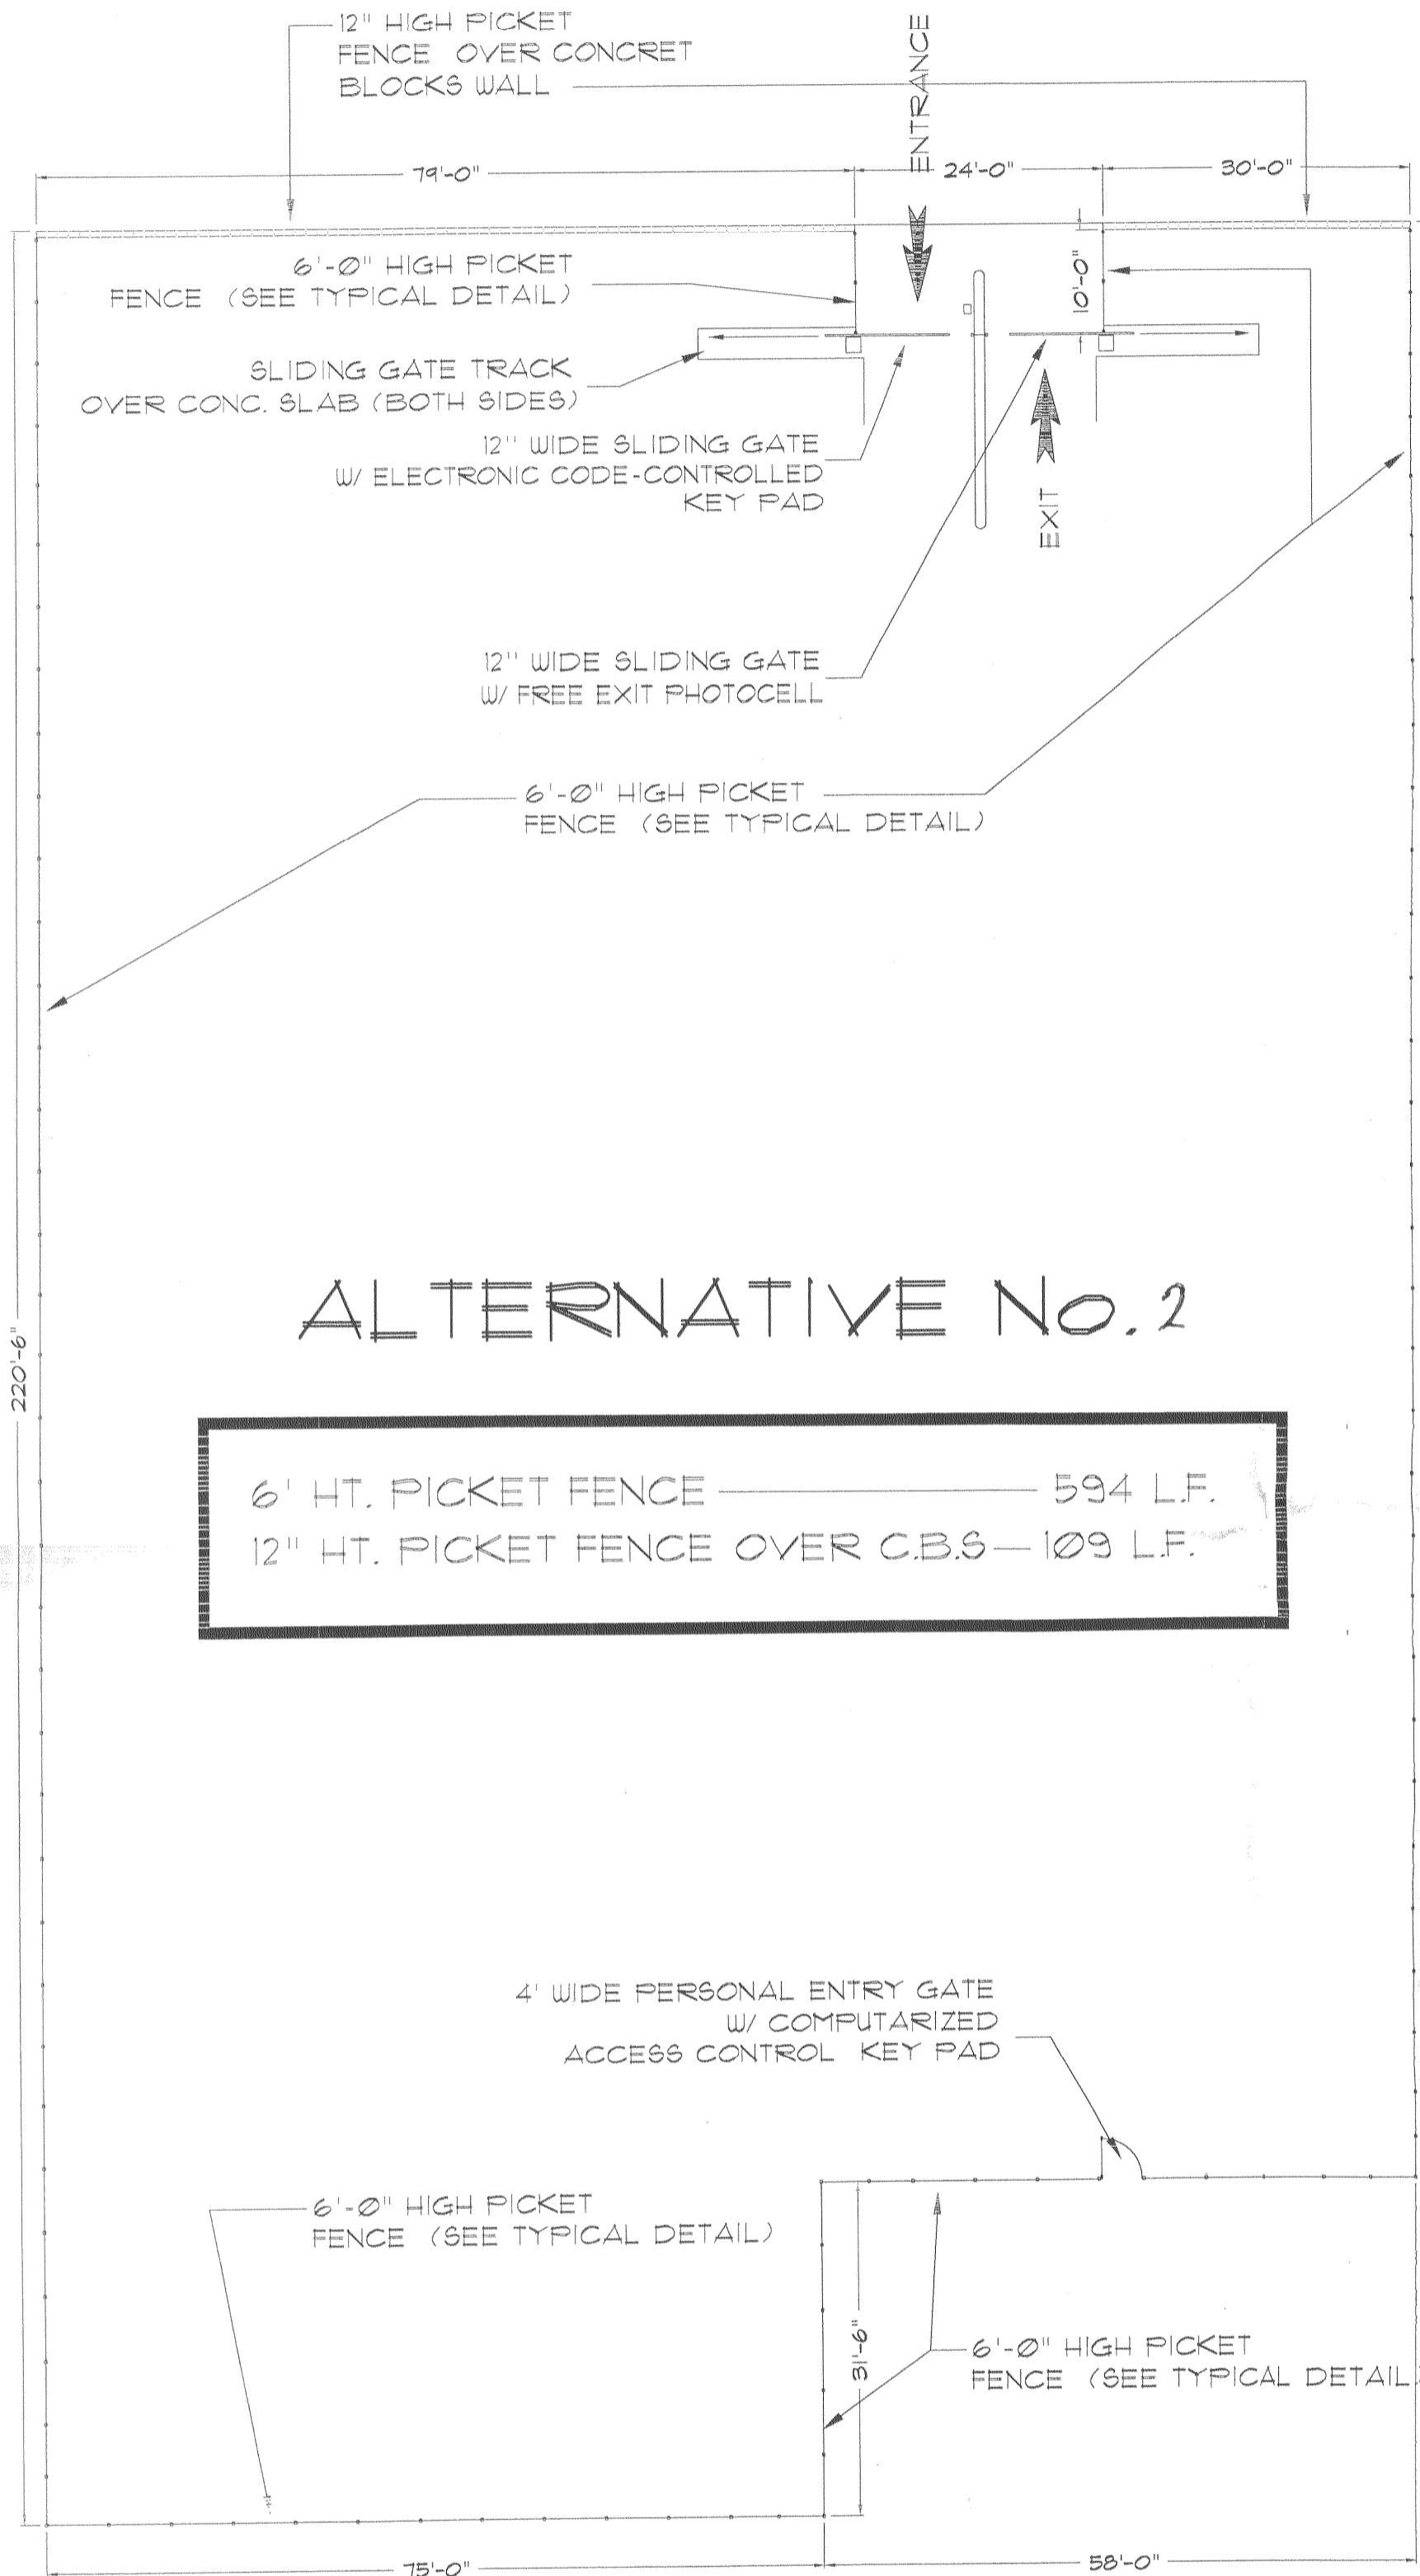 12" HIGH PICKET
FENCE OVER CONCRET
BLOCKS WALL
ENTRANCE
79'-0"
24'-0"
30'-0"
6'-0" HIGH PICKET
FENCE (SEE TYPICAL DETAIL)
10'-0"
SLIDING GATE TRACK
OVER CONC. SLAB (BOTH SIDES)
12" WIDE SLIDING GATE
W/ ELECTRONIC CODE-CONTROLLED
KEY PAD
EXIT
12" WIDE SLIDING GATE
W/ FREE EXIT PHOTOCELL
6'-0" HIGH PICKET
FENCE (SEE TYPICAL DETAIL)
ALTERNATIVE No. 2
220'-6"
6' HT. PICKET FENCE 594 L.F.
12" HT. PICKET FENCE OVER C.B.S 109 L.F.
4' WIDE PERSONAL ENTRY GATE
W/ COMPUTARIZED
ACCESS CONTROL KEY PAD
6'-0" HIGH PICKET
FENCE (SEE TYPICAL DETAIL)
31'-6"
6'-0" HIGH PICKET
FENCE (SEE TYPICAL DETAIL
75'-0"
58'-0"